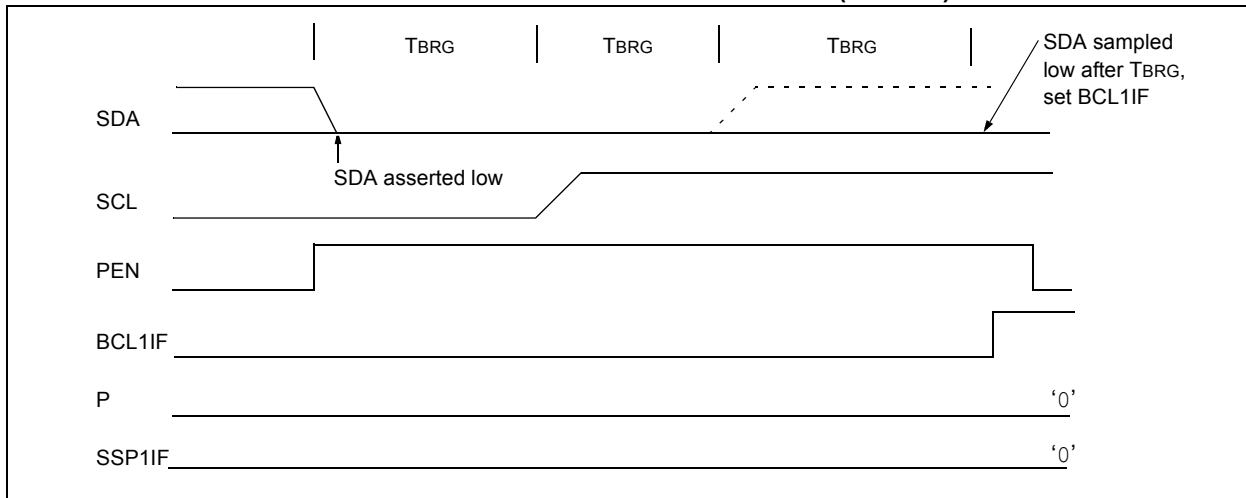 TBRG TBRG TBRG
SDA sampled
low after TBRG,
set BCL1IF
SDA
SDA asserted low
SCL
PEN
BCL1IF
P
‘0’
SSP1IF
‘0’